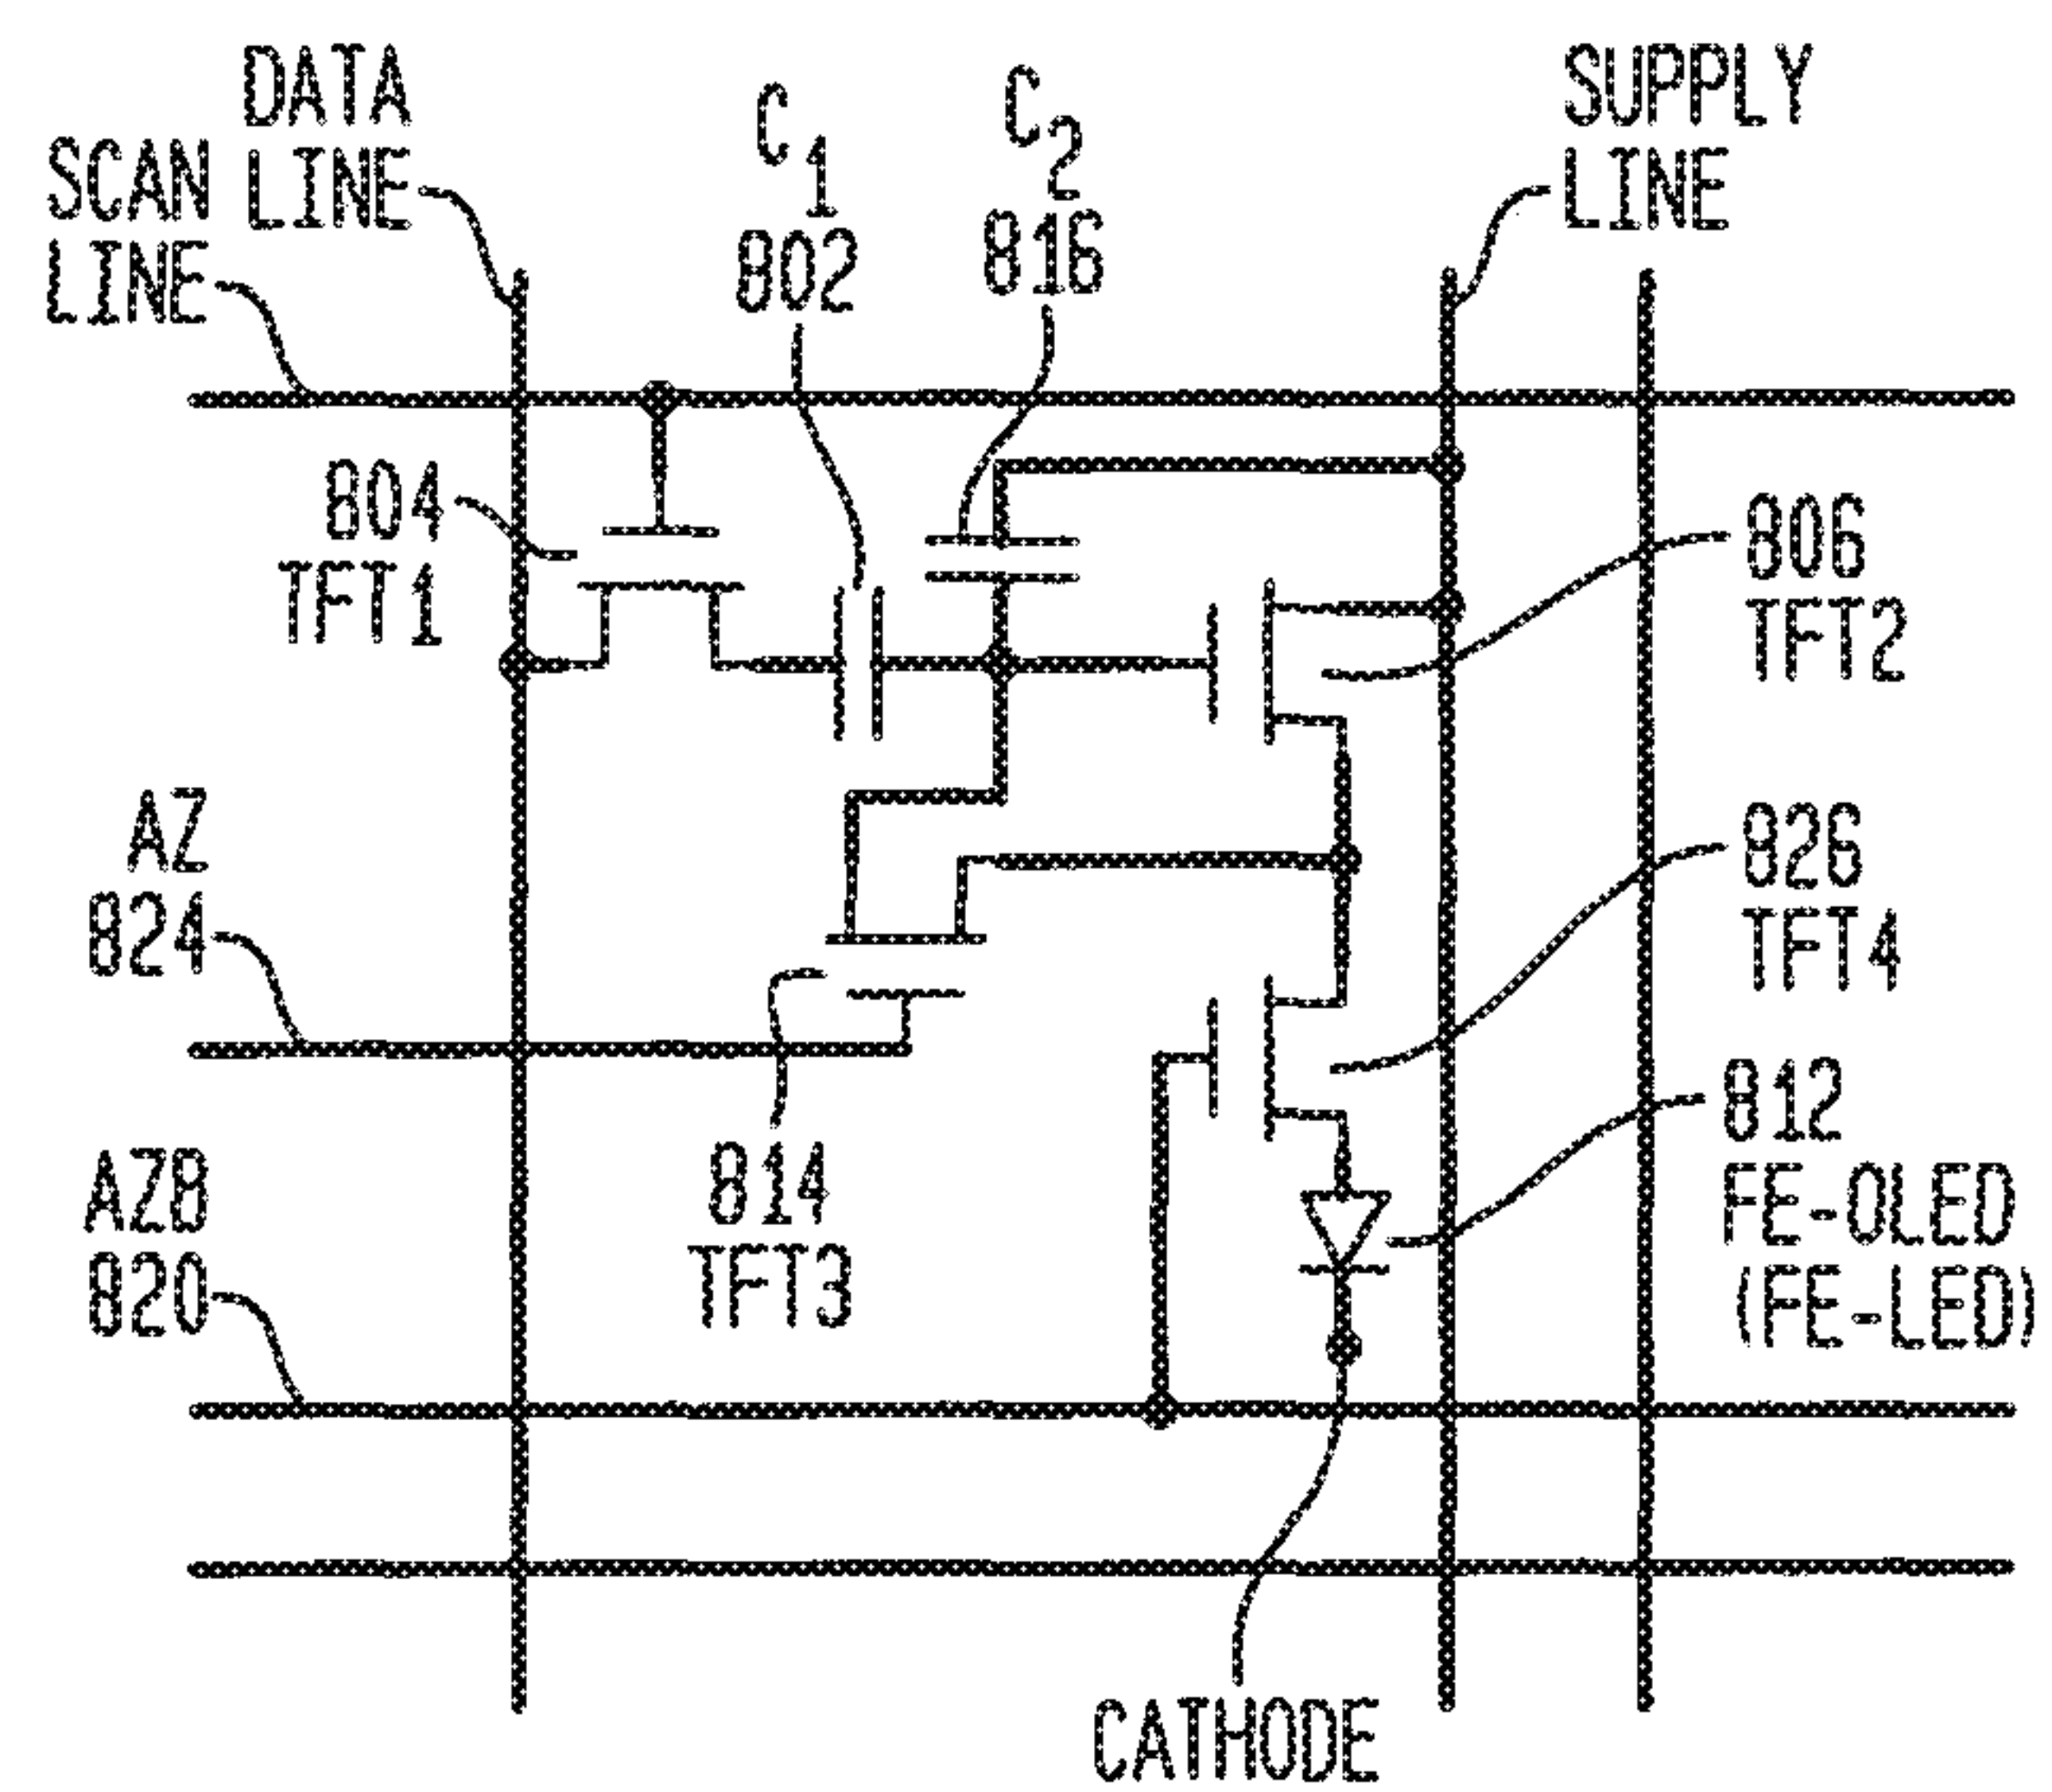 DATA
LINE
SCAN
LINE
C1
802
C2
816
SUPPLY
LINE
804
TFT1
806
TFT2
AZ
824
826
TFT4
814
TFT3
812
FE-OLED
(FE-LED)
AZB
820
CATHODE